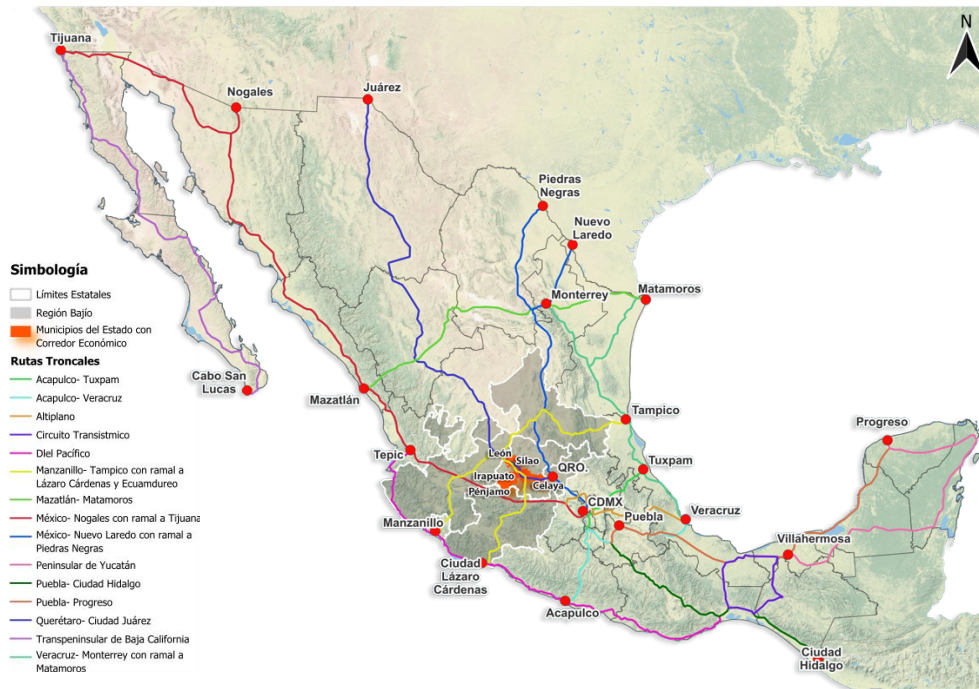 N
Tijuana
Nogales
Juárez
Piedras
Negras
Nuevo
Laredo
Monterrey
Matamoros
Cabo San
Lucas
Mazatlán
Tampico
Tepic
León
Silao
QRO.
Irapuato
Celaya
Pénjamo
Tuxpam
Progreso
CDMX
Puebla
Veracruz
Manzanillo
Villahermosa
Ciudad
Lázaro
Cárdenas
Acapulco
Ciudad
Hidalgo
Simbología
Límites Estatales
Región Bajío
Municipios del Estado con
Corredor Económico
Rutas Troncales
Acapulco- Tuxpam
Acapulco- Veracruz
Altiplano
Circuito Transistmico
Dlel Pacífico
Manzanillo- Tampico con ramal a
Lázaro Cárdenas y Ecuamdureo
Mazatlán- Matamoros
México- Nogales con ramal a Tijuana
México- Nuevo Laredo con ramal a
Piedras Negras
Peninsular de Yucatán
Puebla- Ciudad Hidalgo
Puebla- Progreso
Querétaro- Ciudad Juárez
Transpeninsular de Baja California
Veracruz- Monterrey con ramal a
Matamoros